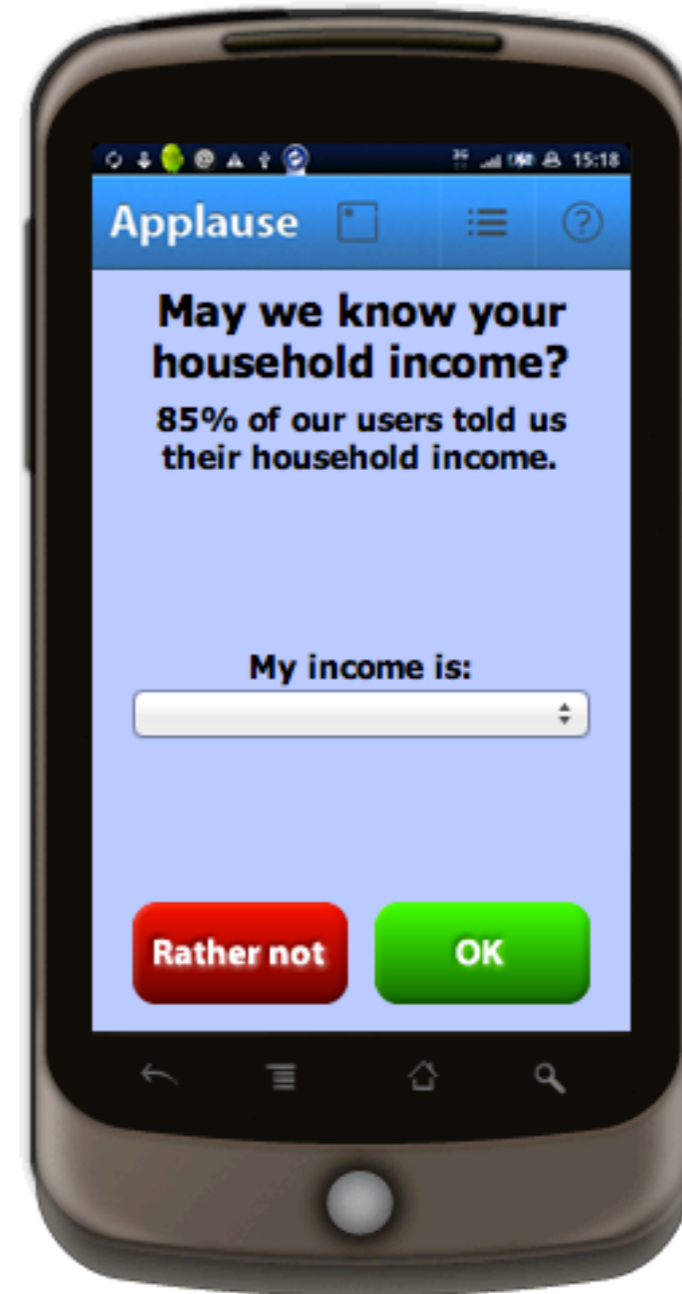 3G 15:18
Applause
May we know your
household income?
85% of our users told us
their household income.
My income is:
Rather not OK